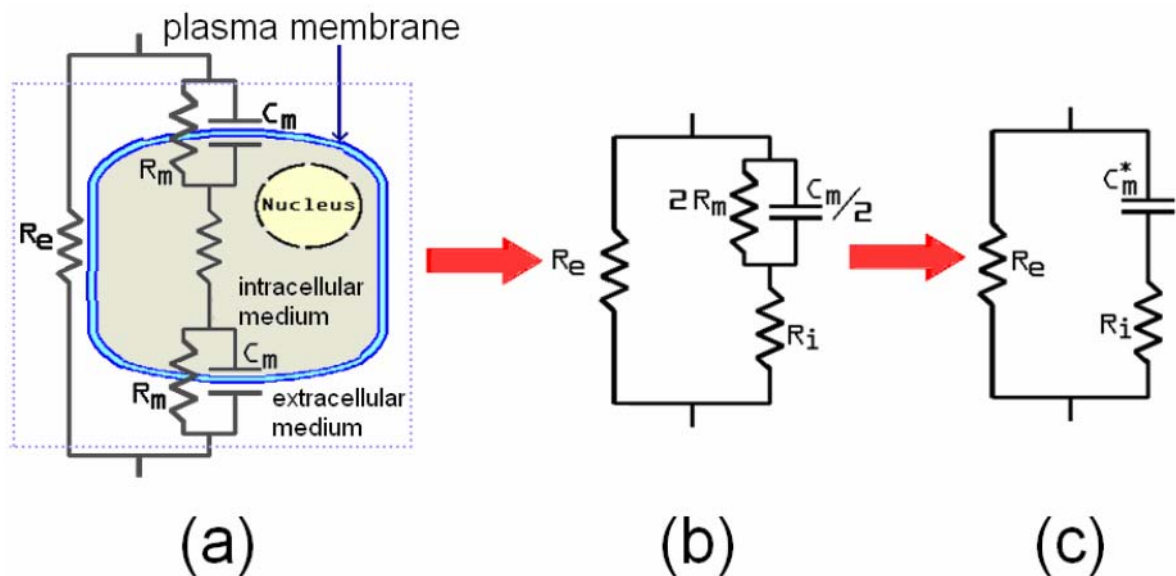 plasma membrane
Cm
Rm
Nucleus
Re
intracellular
medium
Cm
Rm
extracellular
medium
2Rm
Cm/2
Re
Ri
Cm*
Re
Ri
(a)
(b)
(c)